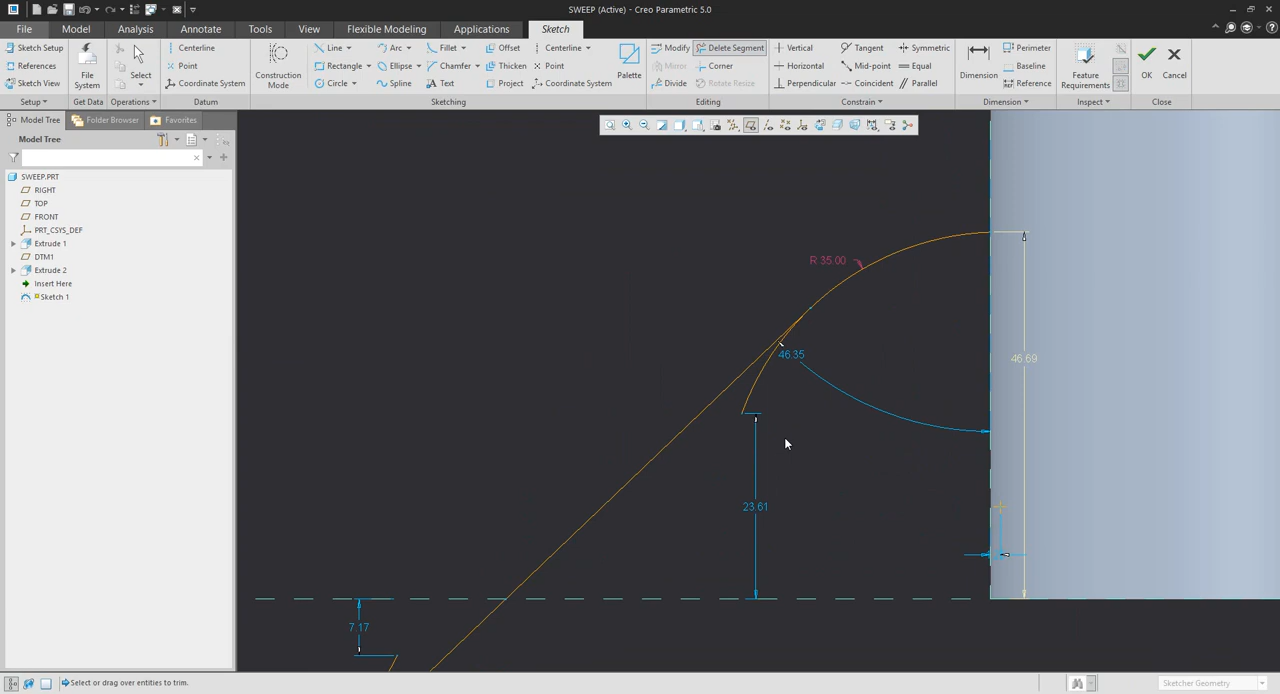 SWEEP (Active) - Creo Parametric 5.0
File Model Analysis Annotate Tools View Flexible Modeling Applications Sketch
Sketch Setup
References
Sketch View
Setup
File System
Get Data
Select
Operations
Centerline
Point
Coordinate System
Datum
Construction Mode
Line Arc Fillet Offset Centerline
Rectangle Ellipse Chamfer Thicken Point
Circle Spline Text Project Coordinate System
Palette
Sketching
Modify Delete Segment
Mirror Corner
Divide Rotate Resize
Editing
Vertical Tangent Symmetric
Horizontal Mid-point Equal
Perpendicular Coincident Parallel
Constrain
Dimension
Perimeter
Baseline
Reference
Dimension
Feature Requirements
Inspect
OK
Cancel
Close
Model Tree Folder Browser Favorites
Model Tree
SWEEP.PRT
RIGHT
TOP
FRONT
PRT_CSYS_DEF
Extrude 1
DTM1
Extrude 2
Insert Here
Sketch 1
R 35.00
46.35
46.69
23.61
7.17
Select or drag over entities to trim.
Sketcher Geometry